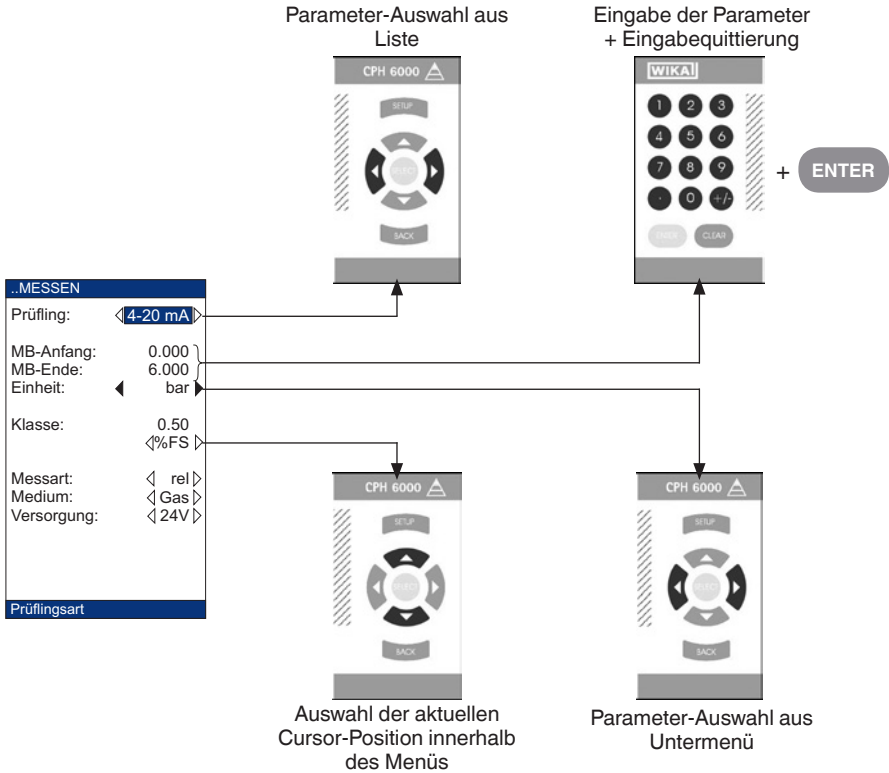 Parameter-Auswahl aus
Liste
Eingabe der Parameter
+ Eingabequittierung
CPH 6000
SETUP
SELECT
BACK
WIKA
1 2 3
4 5 6
7 8 9
. 0 +/-
ENTER CLEAR
+ ENTER
..MESSEN
Prüfling: 4-20 mA
MB-Anfang: 0.000
MB-Ende: 6.000
Einheit: bar
Klasse: 0.50
%FS
Messart: rel
Medium: Gas
Versorgung: 24V
Prüflingsart
CPH 6000
SETUP
SELECT
BACK
Auswahl der aktuellen
Cursor-Position innerhalb
des Menüs
CPH 6000
SETUP
SELECT
BACK
Parameter-Auswahl aus
Untermenü